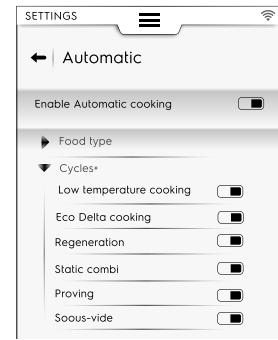 SETTINGS
Automatic
Enable Automatic cooking
Food type
Cycles+
Low temperature cooking
Eco Delta cooking
Regeneration
Static combi
Proving
Soous-vide